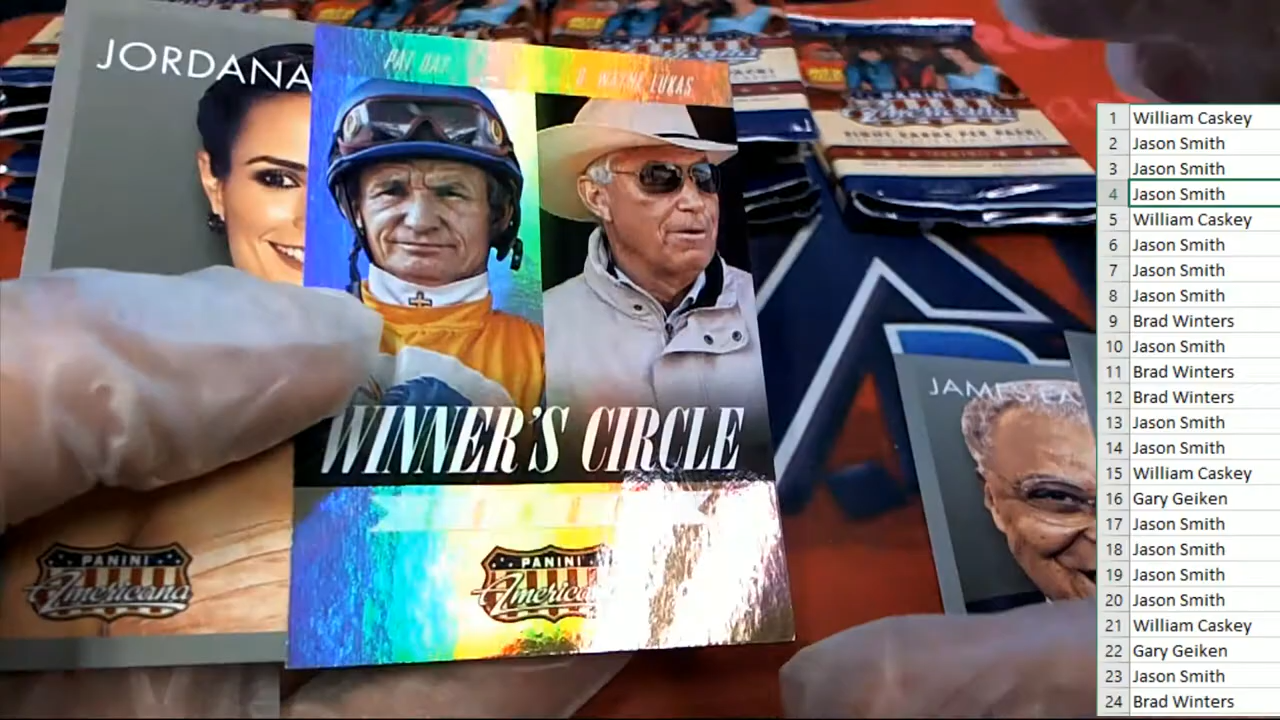 JORDANA
PAT DAY
D. WAYNE LUKAS
WINNER'S CIRCLE
PANINI
Americana
PANINI
EIGHT CARDS PER PACK!
Americana
JAMES EA
1 William Caskey
2 Jason Smith
3 Jason Smith
4 Jason Smith
5 William Caskey
6 Jason Smith
7 Jason Smith
8 Jason Smith
9 Brad Winters
10 Jason Smith
11 Brad Winters
12 Brad Winters
13 Jason Smith
14 Jason Smith
15 William Caskey
16 Gary Geiken
17 Jason Smith
18 Jason Smith
19 Jason Smith
20 Jason Smith
21 William Caskey
22 Gary Geiken
23 Jason Smith
24 Brad Winters